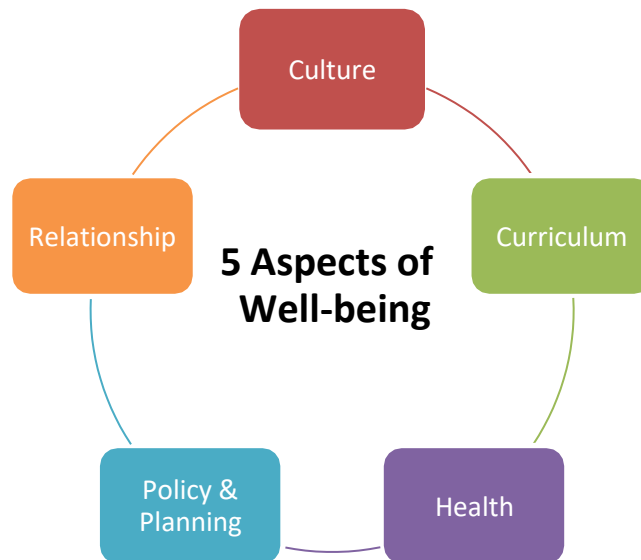 Culture
Relationship
Curriculum
5 Aspects of
Well-being
Policy &
Planning
Health